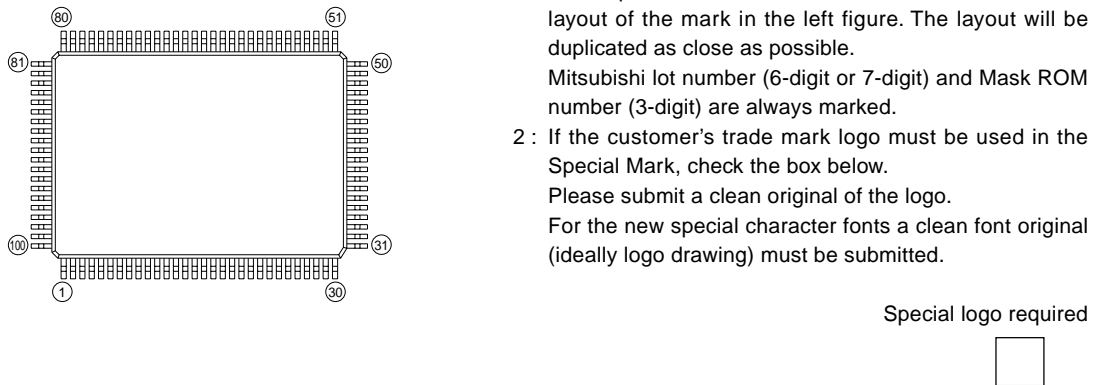 80 51
81 50
100 31
1 30
layout of the mark in the left figure. The layout will be
duplicated as close as possible.
Mitsubishi lot number (6-digit or 7-digit) and Mask ROM
number (3-digit) are always marked.
2 : If the customer's trade mark logo must be used in the
Special Mark, check the box below.
Please submit a clean original of the logo.
For the new special character fonts a clean font original
(ideally logo drawing) must be submitted.
Special logo required